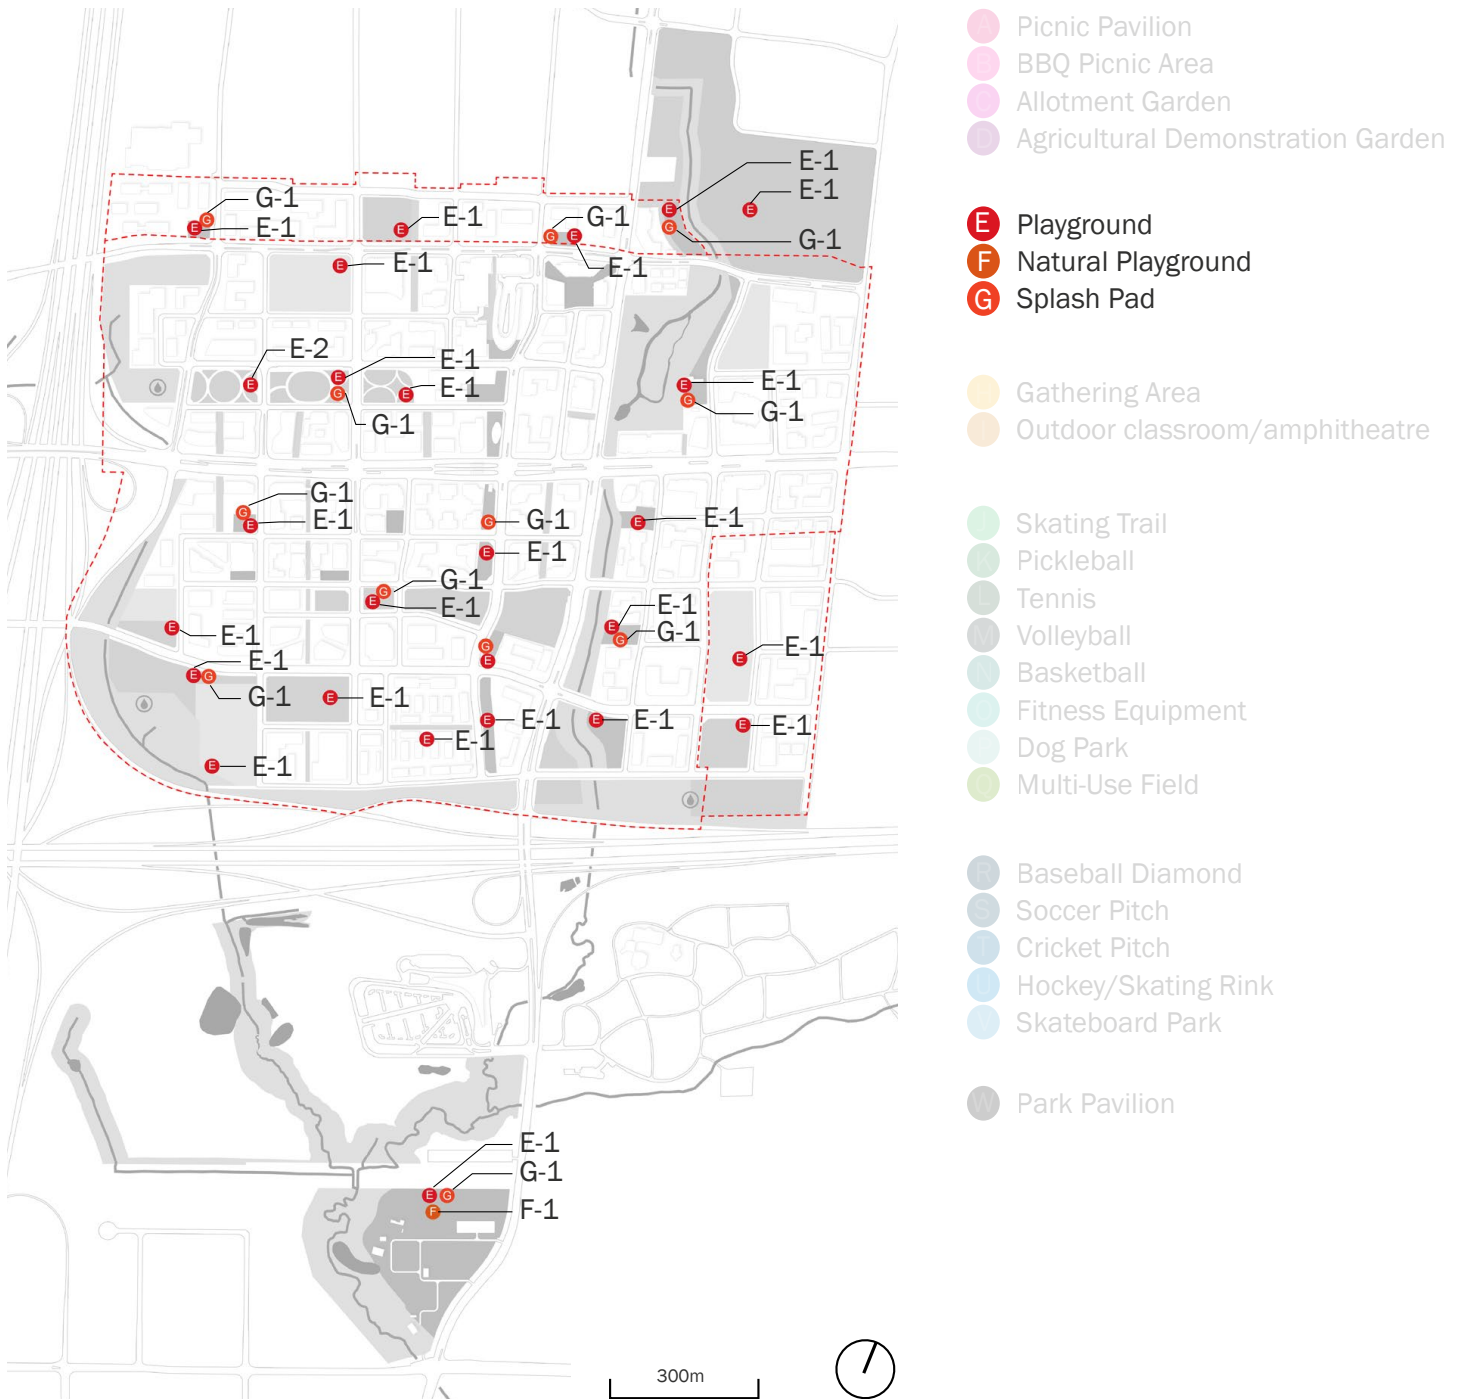 Picnic Pavilion
BBQ Picnic Area
Allotment Garden
Agricultural Demonstration Garden
E Playground
F Natural Playground
G Splash Pad
Gathering Area
Outdoor classroom/amphitheatre
Skating Trail
Pickleball
Tennis
Volleyball
Basketball
Fitness Equipment
Dog Park
Multi-Use Field
R Baseball Diamond
S Soccer Pitch
T Cricket Pitch
U Hockey/Skating Rink
Skateboard Park
W Park Pavilion
E-1
E-1
G-1
G-1
E-1
E-1
G-1
E-1
E-1
G-1
E-2
E-1
E-1
G-1
E-1
G-1
G-1
E-1
G-1
E-1
E-1
G-1
E-1
E-1
G-1
E-1
E-1
G-1
E-1
E-1
E-1
E-1
E-1
E-1
E-1
E-1
E-1
G-1
F-1
300m